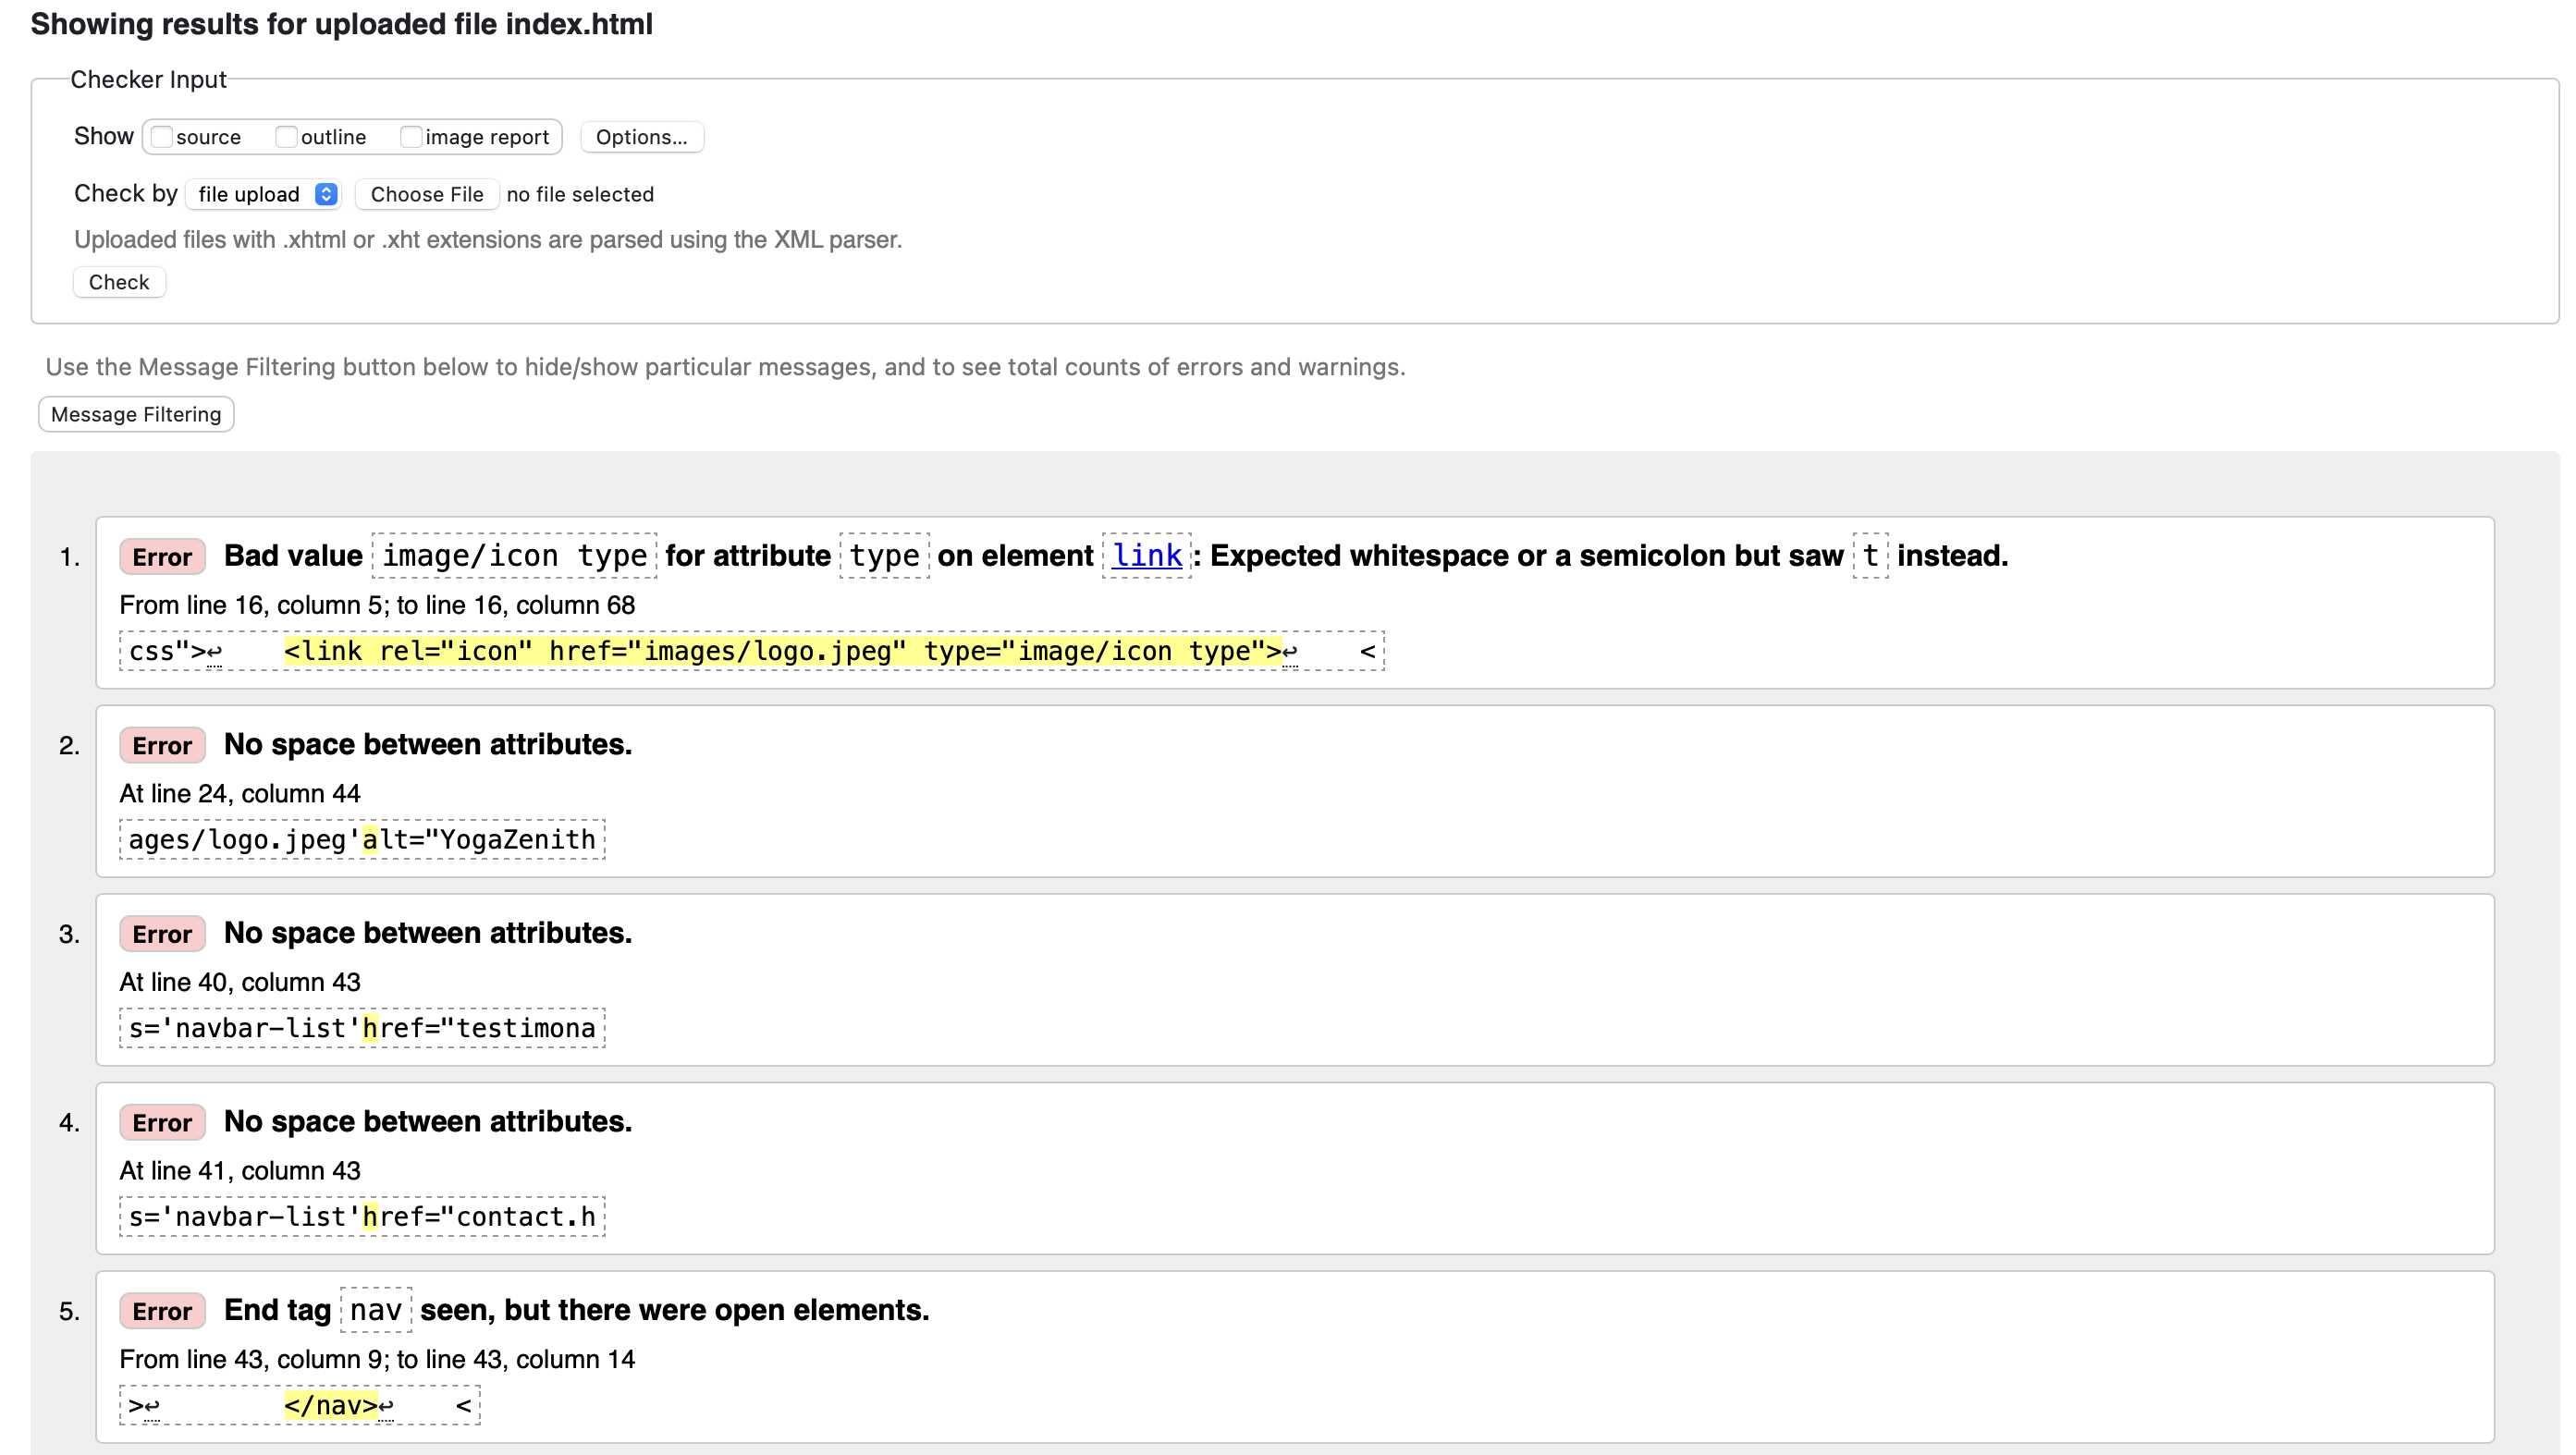 Showing results for uploaded file index.html
Checker Input
Show source outline image report Options...
Check by file upload Choose File no file selected
Uploaded files with .xhtml or .xht extensions are parsed using the XML parser.
Check
Use the Message Filtering button below to hide/show particular messages, and to see total counts of errors and warnings.
Message Filtering
1. Error Bad value image/icon type for attribute type on element link: Expected whitespace or a semicolon but saw t instead.
From line 16, column 5; to line 16, column 68
css">↩    <link rel="icon" href="images/logo.jpeg" type="image/icon type">↩    <
2. Error No space between attributes.
At line 24, column 44
ages/logo.jpeg'alt="YogaZenith
3. Error No space between attributes.
At line 40, column 43
s='navbar-list'href="testimona
4. Error No space between attributes.
At line 41, column 43
s='navbar-list'href="contact.h
5. Error End tag nav seen, but there were open elements.
From line 43, column 9; to line 43, column 14
>↩        </nav>↩    <